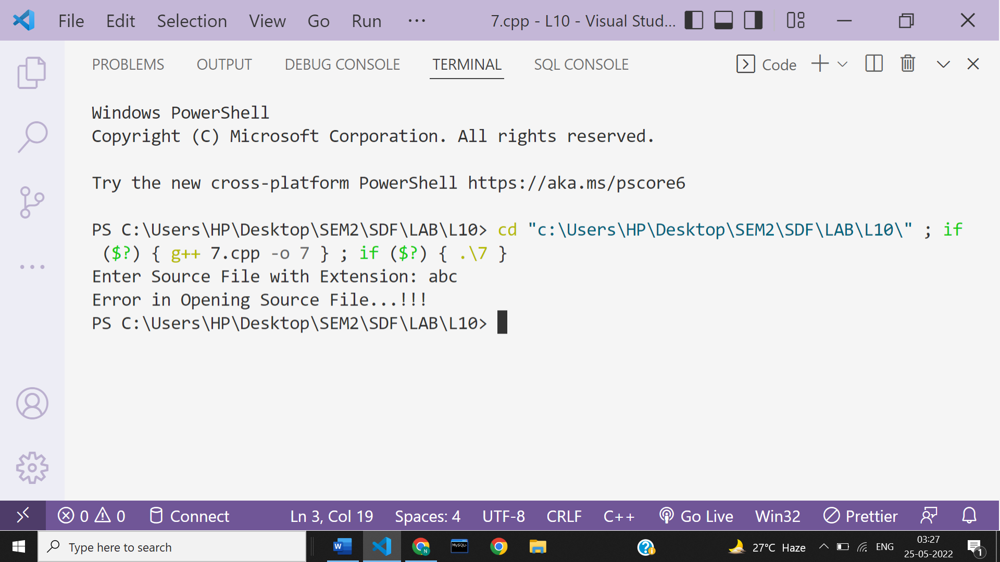 File Edit Selection View Go Run ··· 7.cpp - L10 - Visual Stud...
PROBLEMS OUTPUT DEBUG CONSOLE TERMINAL SQL CONSOLE Code
Windows PowerShell
Copyright (C) Microsoft Corporation. All rights reserved.
Try the new cross-platform PowerShell https://aka.ms/pscore6
PS C:\Users\HP\Desktop\SEM2\SDF\LAB\L10> cd "c:\Users\HP\Desktop\SEM2\SDF\LAB\L10\" ; if
($?) { g++ 7.cpp -o 7 } ; if ($?) { .\7 }
Enter Source File with Extension: abc
Error in Opening Source File...!!!
PS C:\Users\HP\Desktop\SEM2\SDF\LAB\L10>
0 0 Connect Ln 3, Col 19 Spaces: 4 UTF-8 CRLF C++ Go Live Win32 Prettier
Type here to search W N MySQL 27°C Haze ENG 03:27
25-05-2022 1